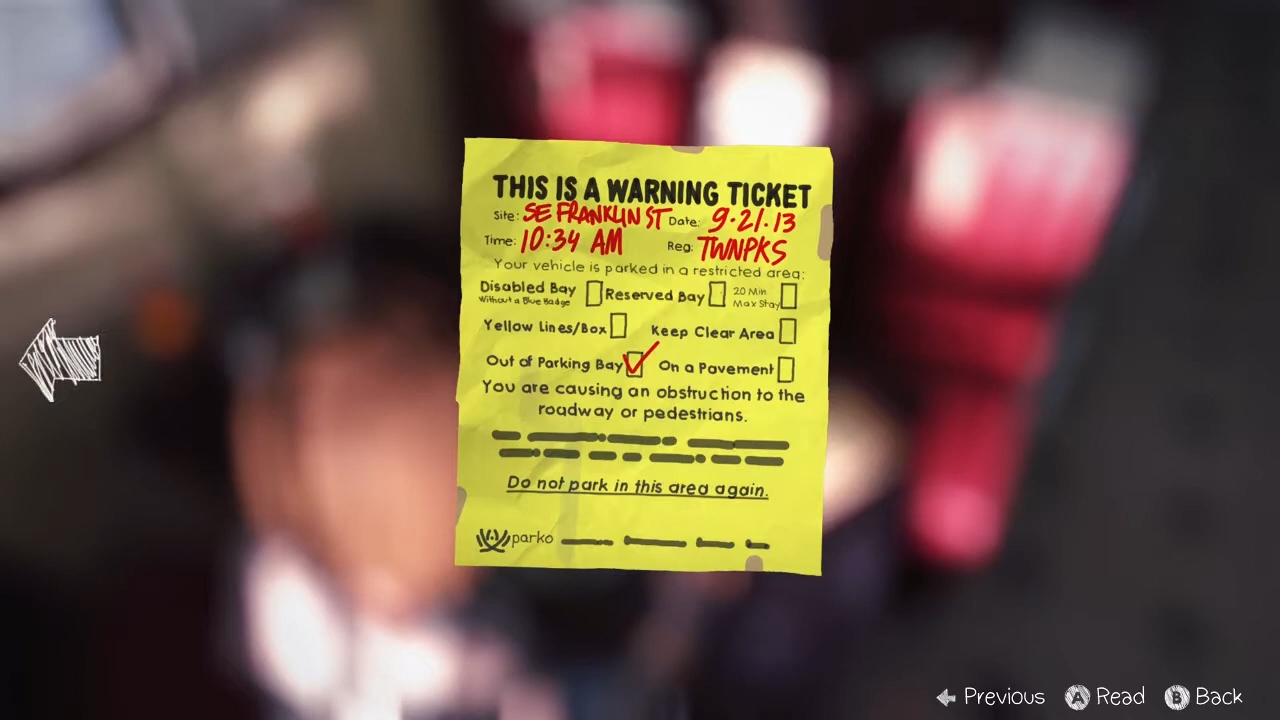 THIS IS A WARNING TICKET
Site: SE FRANKLIN ST Date: 9.21.13
Time: 10:34 AM Reg: TWNPKS
Your vehicle is parked in a restricted area:
Disabled Bay Reserved Bay 20 Min
Without a Blue Badge Max Stay
Yellow Lines/Box Keep Clear Area
Out of Parking Bay On a Pavement
You are causing an obstruction to the
roadway or pedestrians.
Do not park in this area again.
parko
Previous A Read B Back